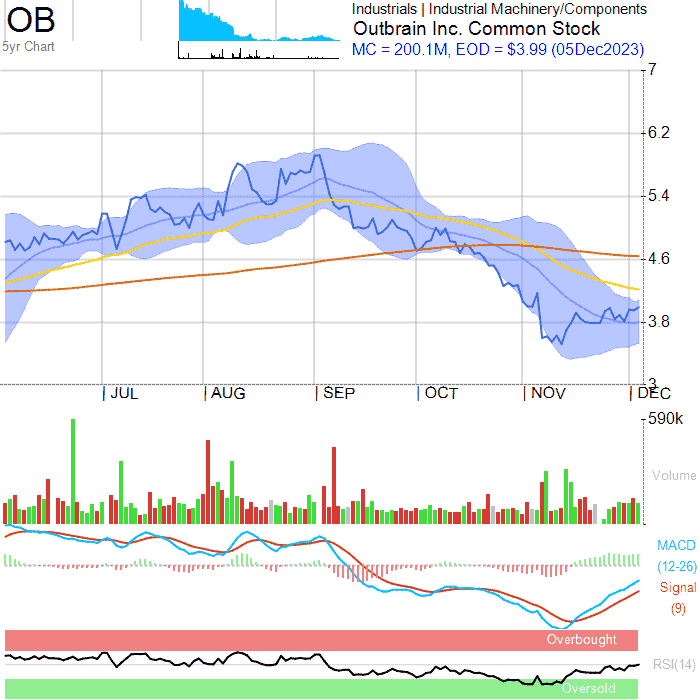 OB
5yr Chart
Industrials | Industrial Machinery/Components
Outbrain Inc. Common Stock
MC = 200.1M, EOD = $3.99 (05Dec2023)
7
6.2
5.4
4.6
3.8
3
JUL AUG SEP OCT NOV DEC
590k
Volume
MACD
(12-26)
Signal
(9)
Overbought
RSI(14)
Oversold